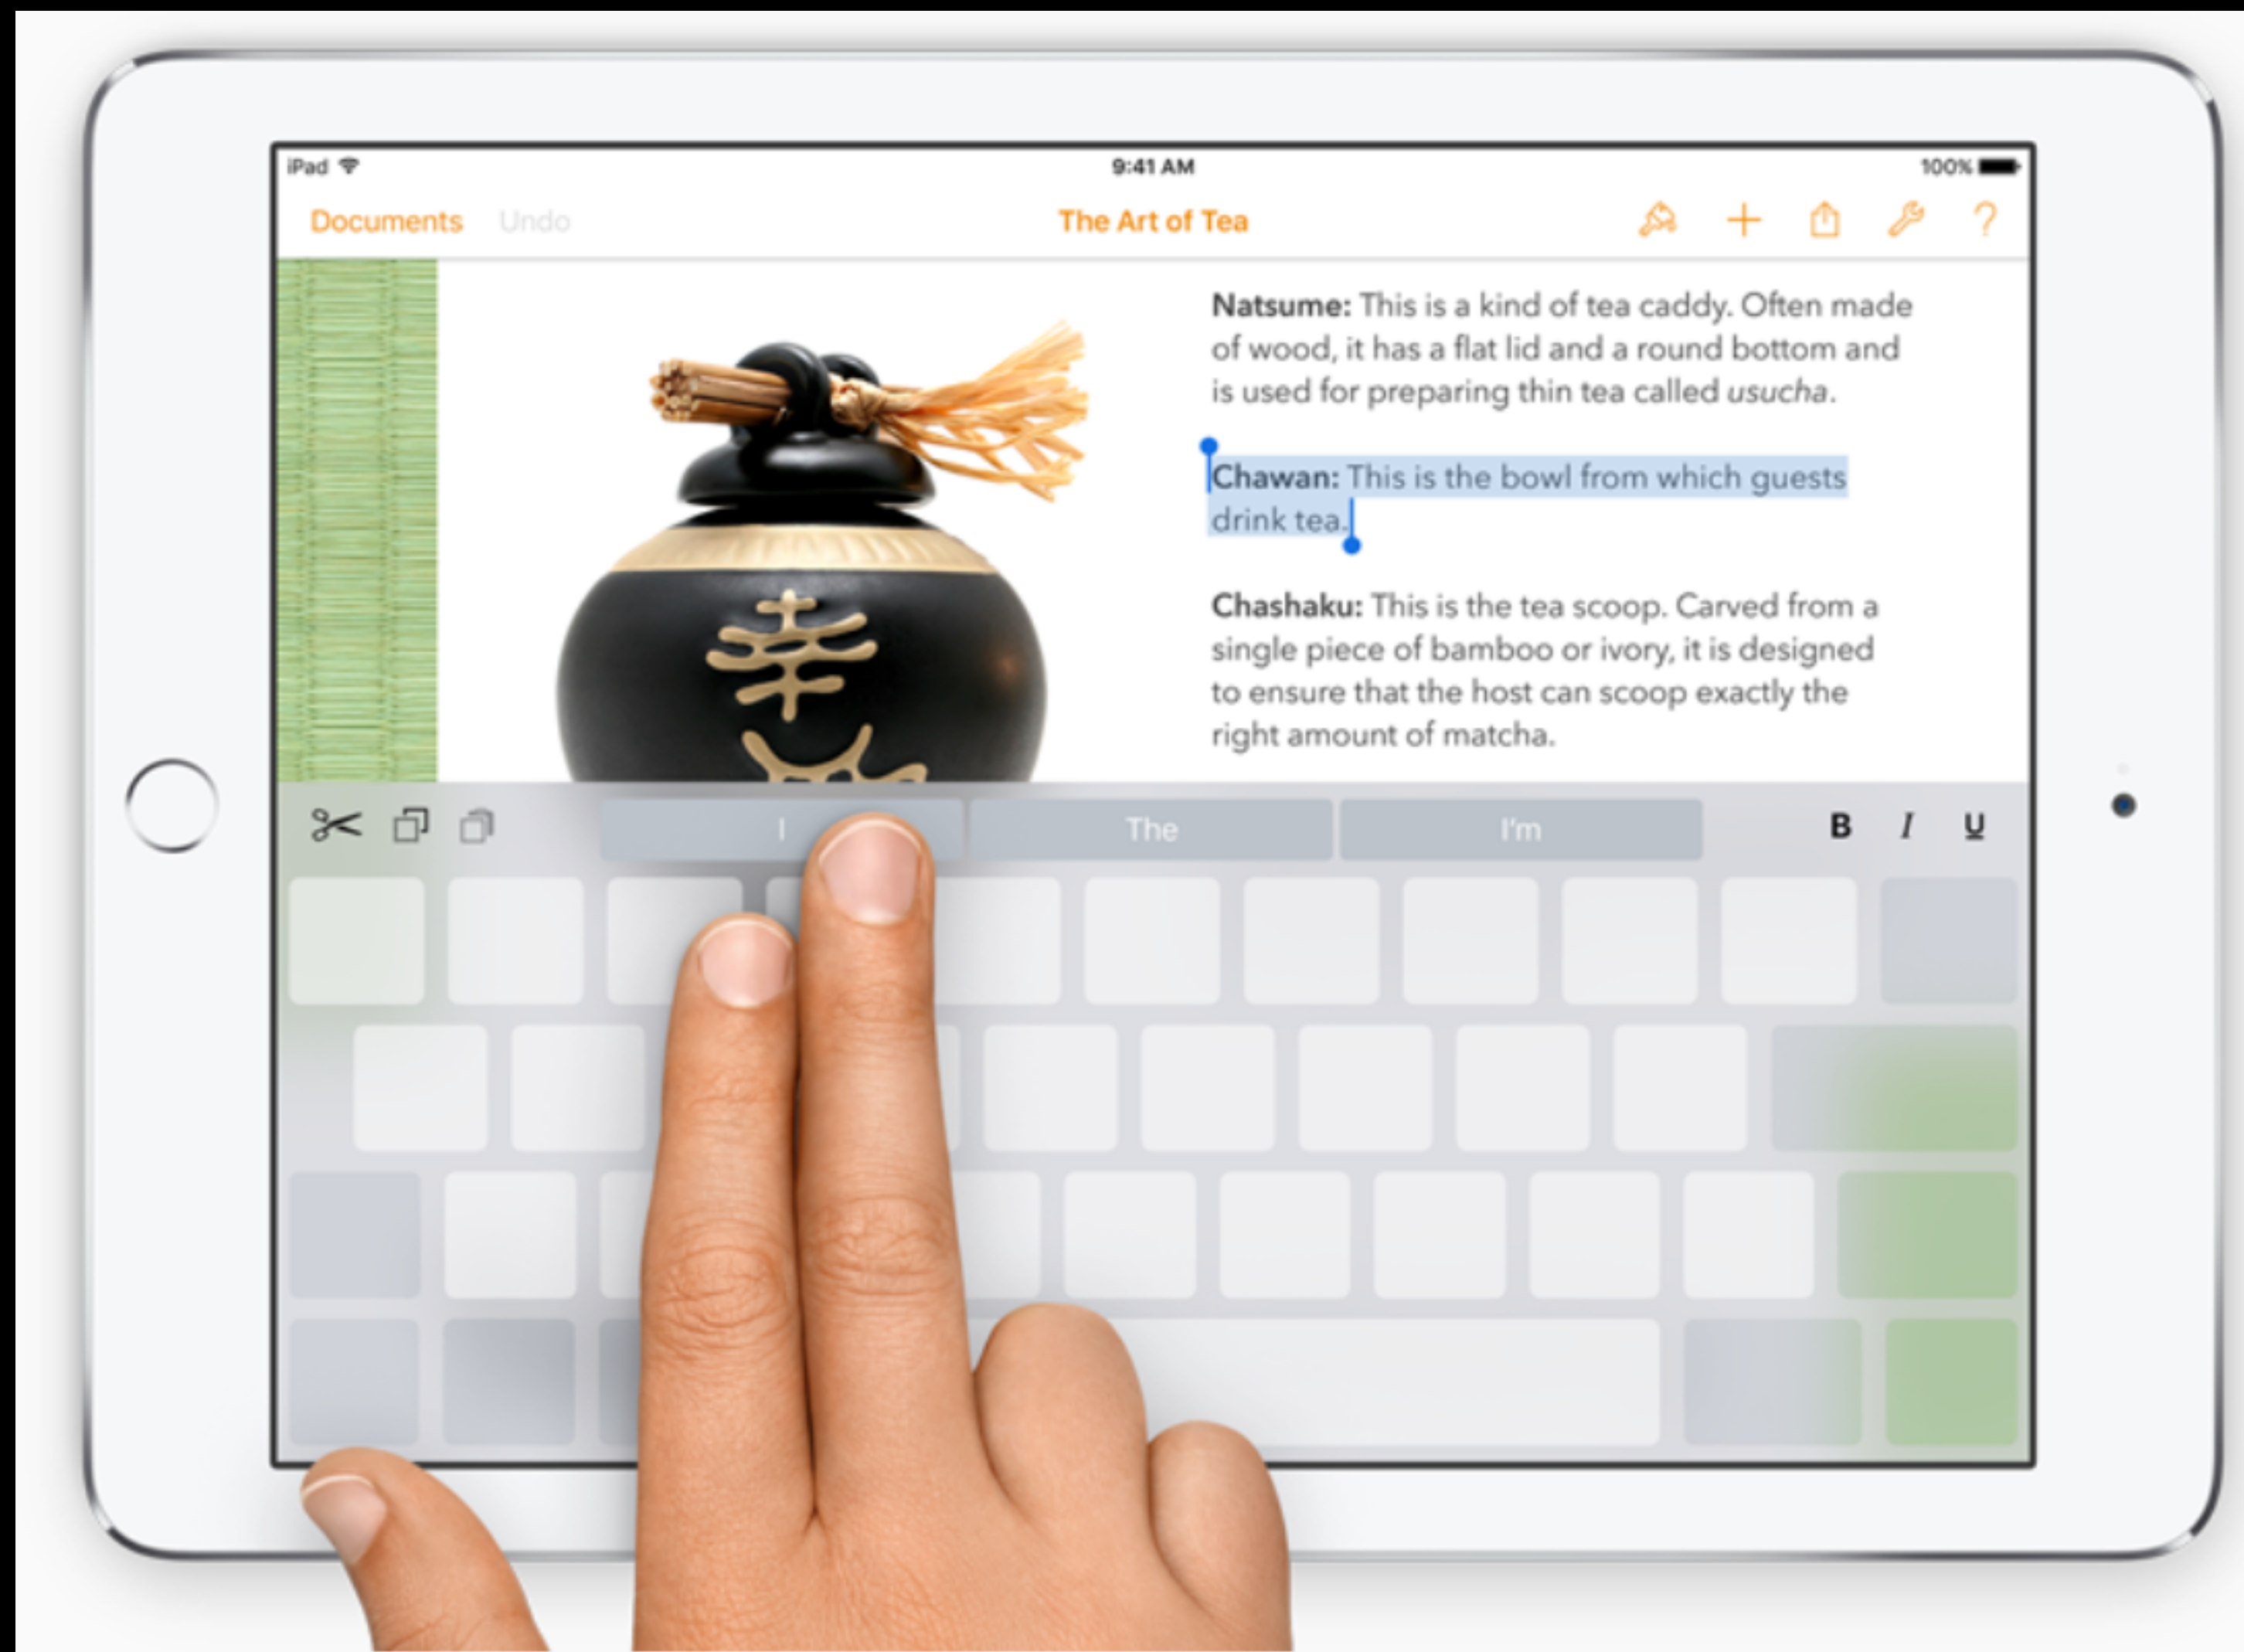 iPad
9:41 AM
100%
Documents
Undo
The Art of Tea
?
Natsume: This is a kind of tea caddy. Often made
of wood, it has a flat lid and a round bottom and
is used for preparing thin tea called usucha.
Chawan: This is the bowl from which guests
drink tea.
Chashaku: This is the tea scoop. Carved from a
single piece of bamboo or ivory, it is designed
to ensure that the host can scoop exactly the
right amount of matcha.
幸
I
The
I'm
B I U